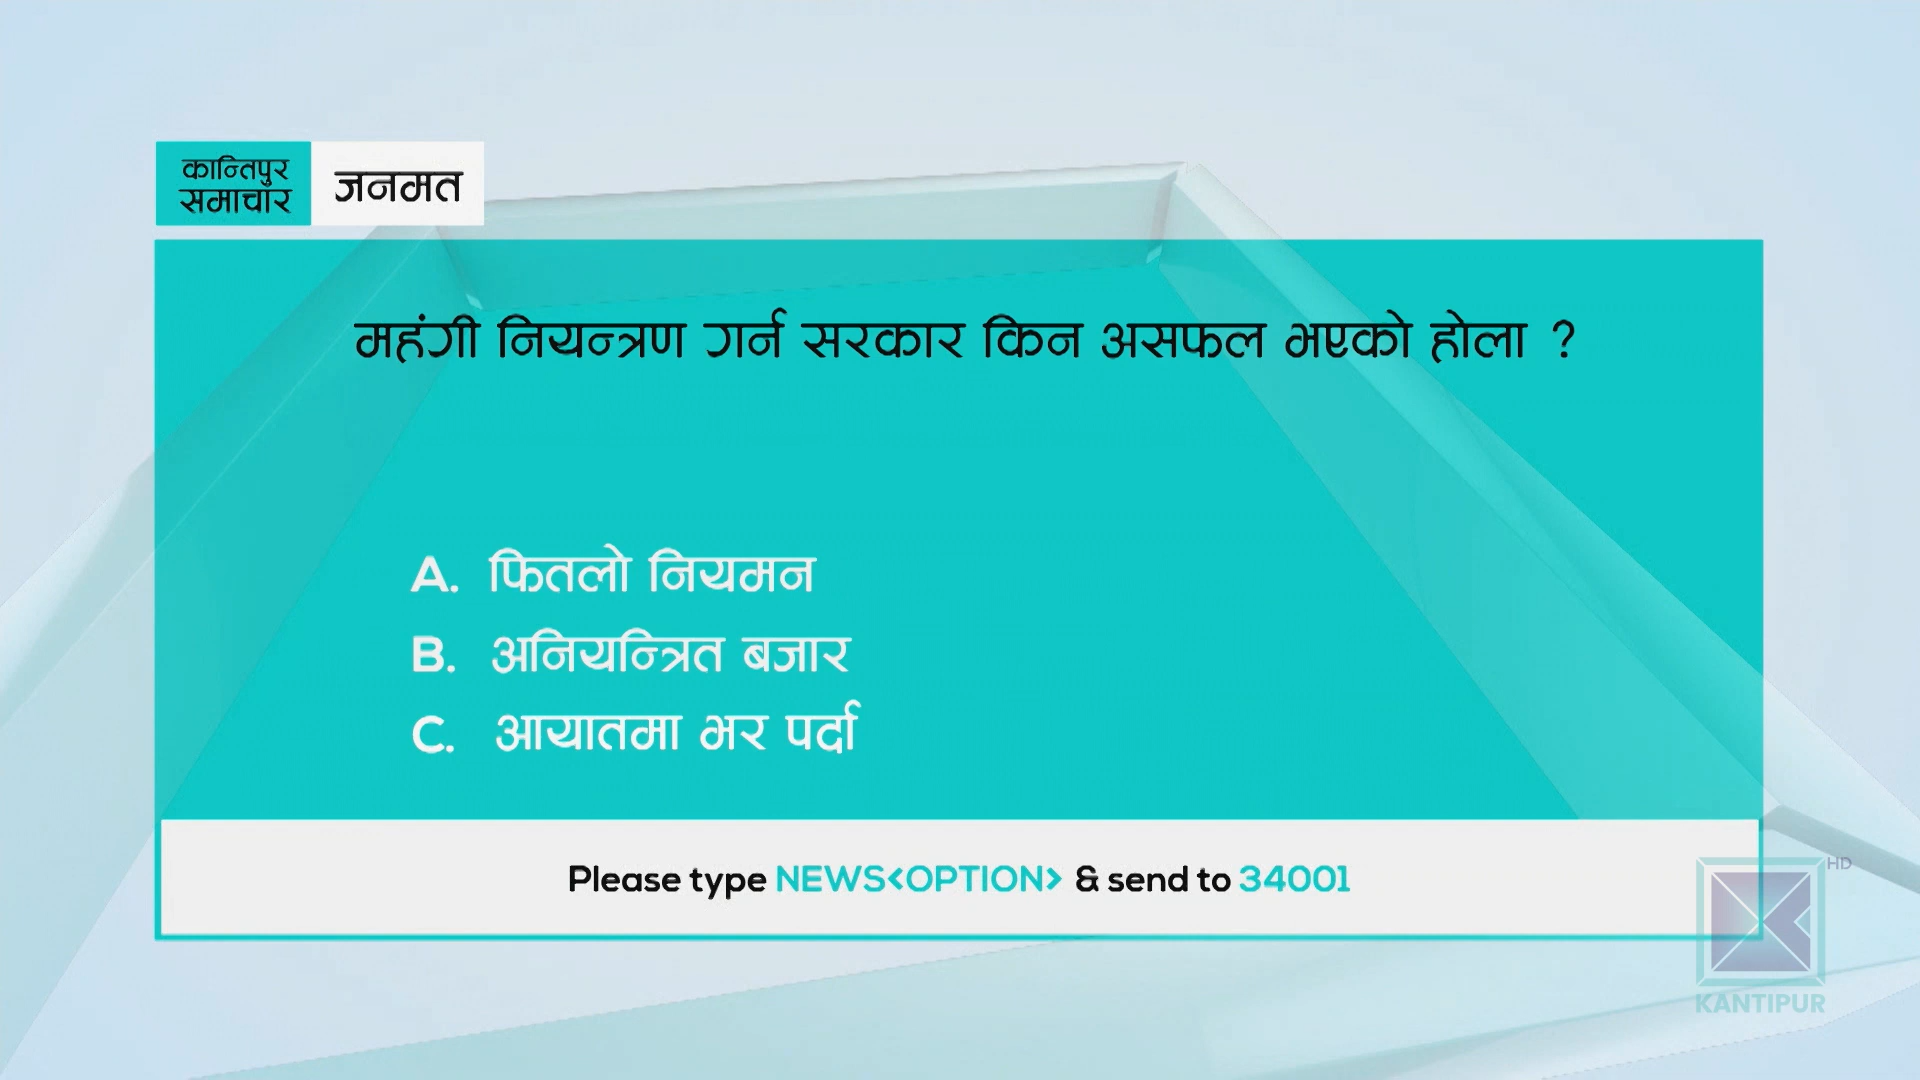 कान्तिपुर
समाचार
जनमत
महंगी नियन्त्रण गर्न सरकार किन असफल भएको होला ?
A. फितलो नियमन
B. अनियन्त्रित बजार
C. आयातमा भर पर्दा
Please type NEWS<OPTION> & send to 34001
HD
KANTIPUR